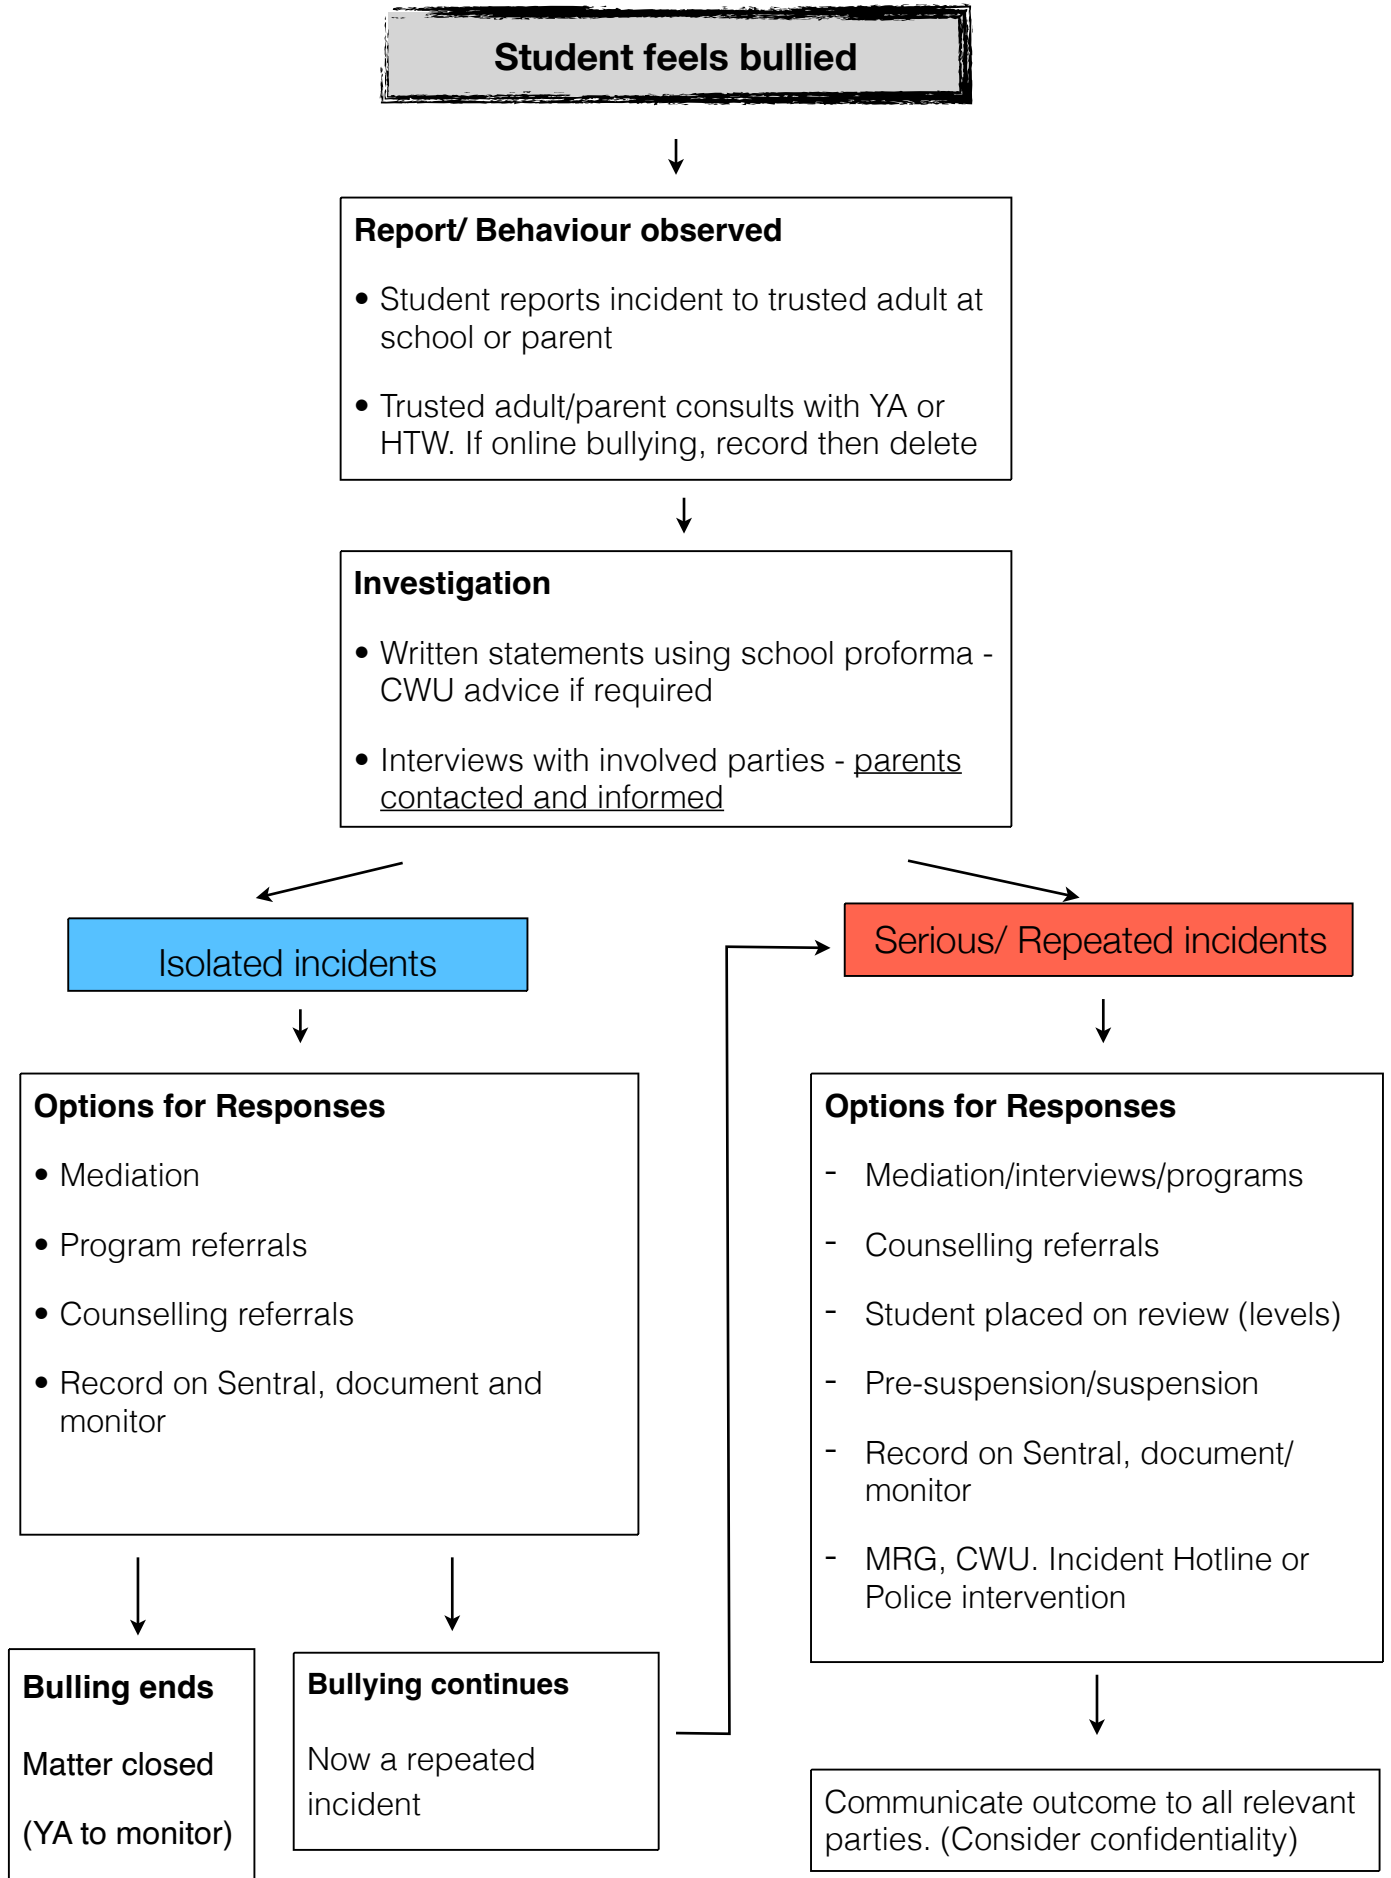 Student feels bullied
Report/ Behaviour observed
• Student reports incident to trusted adult at
school or parent
• Trusted adult/parent consults with YA or
HTW. If online bullying, record then delete
Investigation
• Written statements using school proforma -
CWU advice if required
• Interviews with involved parties - parents
contacted and informed
Isolated incidents
Options for Responses
• Mediation
• Program referrals
• Counselling referrals
• Record on Sentral, document and
monitor
Bulling ends
Matter closed
(YA to monitor)
Bullying continues
Now a repeated
incident
Serious/ Repeated incidents
Options for Responses
- Mediation/interviews/programs
- Counselling referrals
- Student placed on review (levels)
- Pre-suspension/suspension
- Record on Sentral, document/
monitor
- MRG, CWU. Incident Hotline or
Police intervention
Communicate outcome to all relevant
parties. (Consider confidentiality)